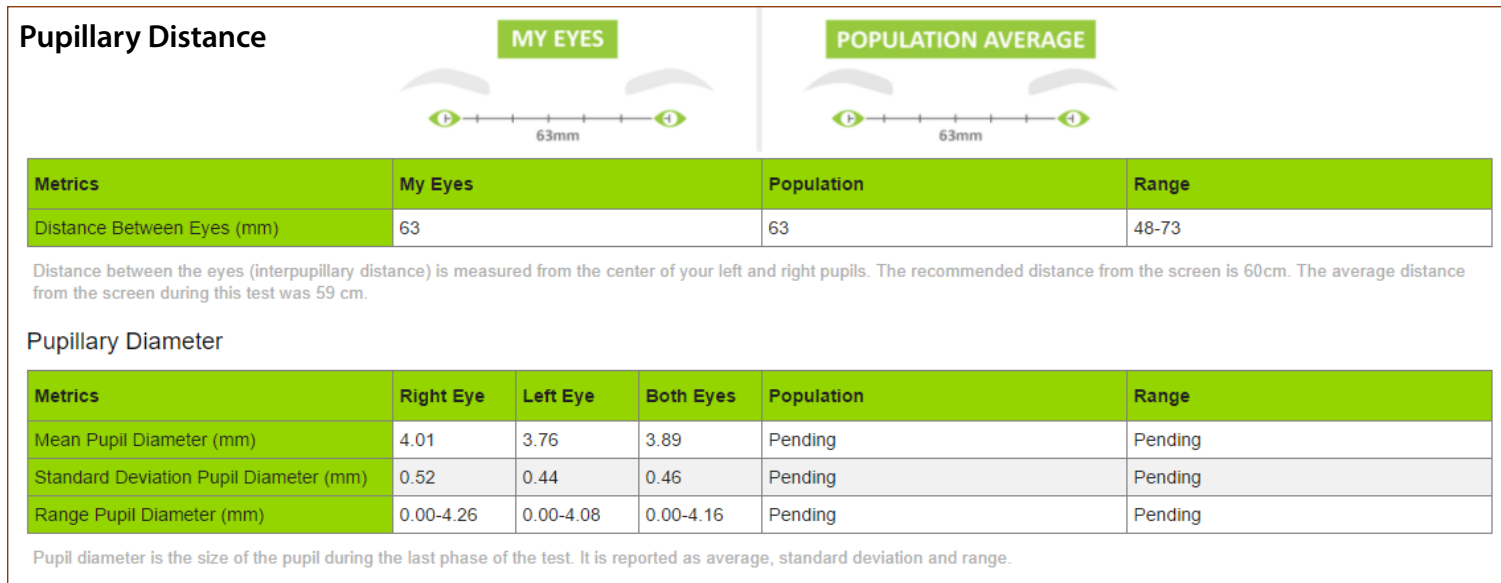 Pupillary Distance
MY EYES
POPULATION AVERAGE
63mm
63mm
Metrics My Eyes Population Range
Distance Between Eyes (mm) 63 63 48-73
Distance between the eyes (interpupillary distance) is measured from the center of your left and right pupils. The recommended distance from the screen is 60cm. The average distance
from the screen during this test was 59 cm.
Pupillary Diameter
Metrics Right Eye Left Eye Both Eyes Population Range
Mean Pupil Diameter (mm) 4.01 3.76 3.89 Pending Pending
Standard Deviation Pupil Diameter (mm) 0.52 0.44 0.46 Pending Pending
Range Pupil Diameter (mm) 0.00-4.26 0.00-4.08 0.00-4.16 Pending Pending
Pupil diameter is the size of the pupil during the last phase of the test. It is reported as average, standard deviation and range.